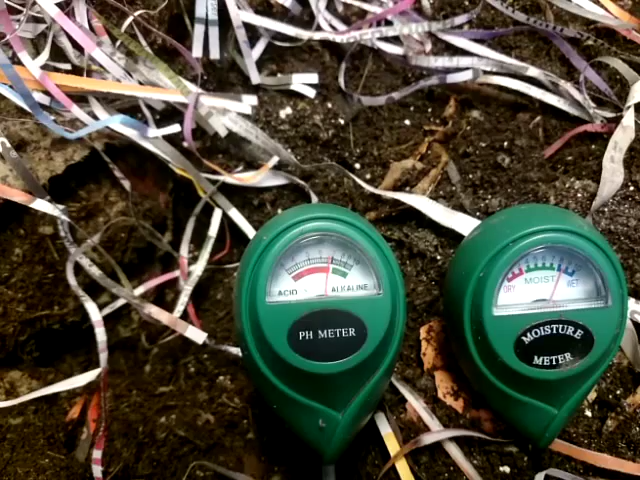 ACID ALKALINE
PH METER
DRY MOIST WET
MOISTURE
METER